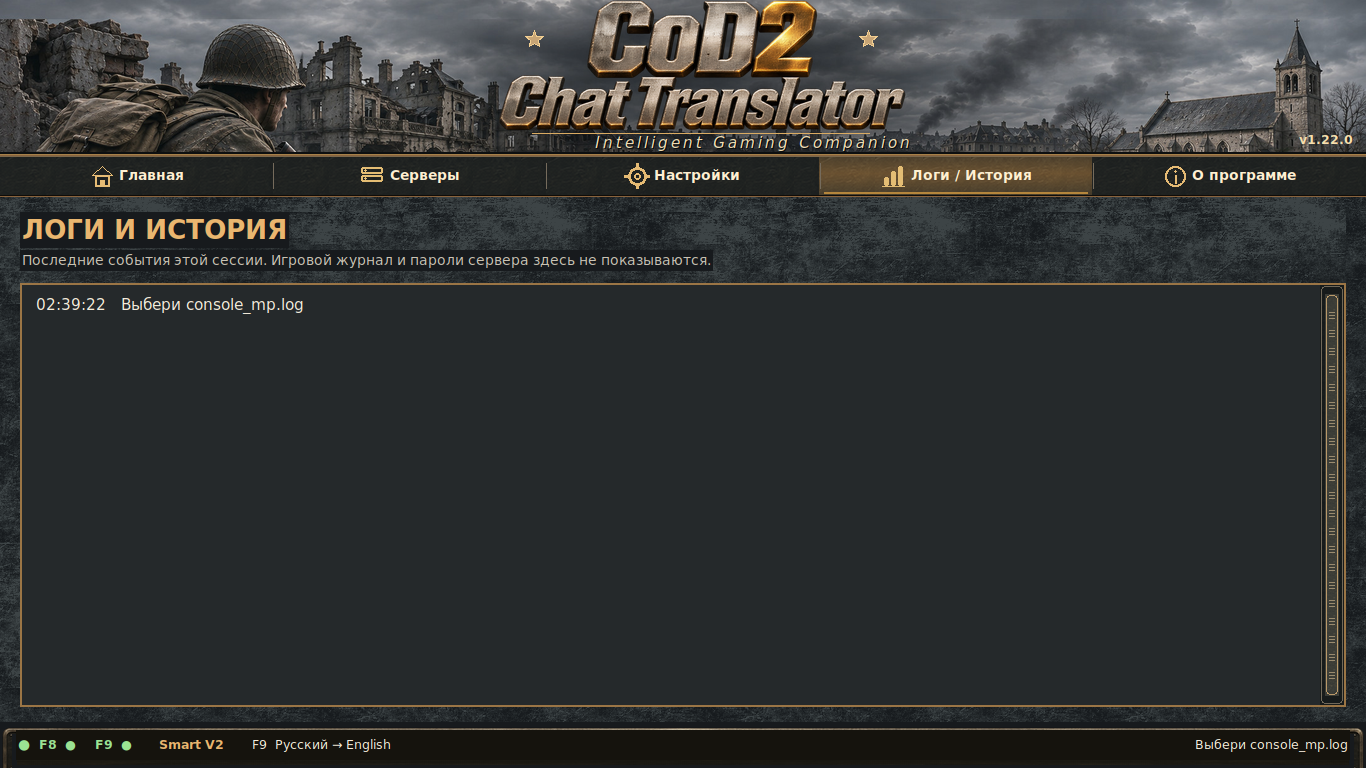 CoD2
Chat Translator
Intelligent Gaming Companion
v1.22.0
Главная
Серверы
Настройки
Логи / История
О программе
ЛОГИ И ИСТОРИЯ
Последние события этой сессии. Игровой журнал и пароли сервера здесь не показываются.
02:39:22 Выбери console_mp.log
F8 F9 Smart V2 F9 Русский → English Выбери console_mp.log